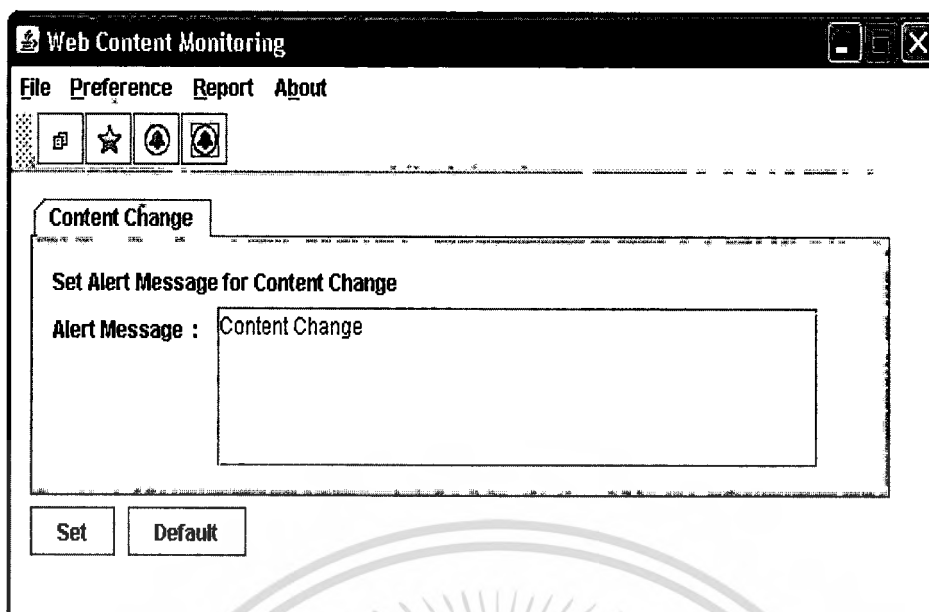 Web Content Monitoring
File Preference Report About
Content Change
Set Alert Message for Content Change
Alert Message : Content Change
Set Default